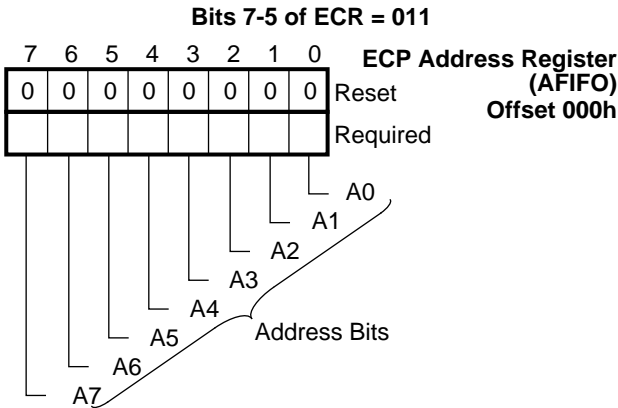 Bits 7-5 of ECR = 011
7 6 5 4 3 2 1 0
ECP Address Register
(AFIFO)
Offset 000h
0 0 0 0 0 0 0 0 Reset
Required
A0
A1
A2
A3
A4
A5
A6
A7
Address Bits